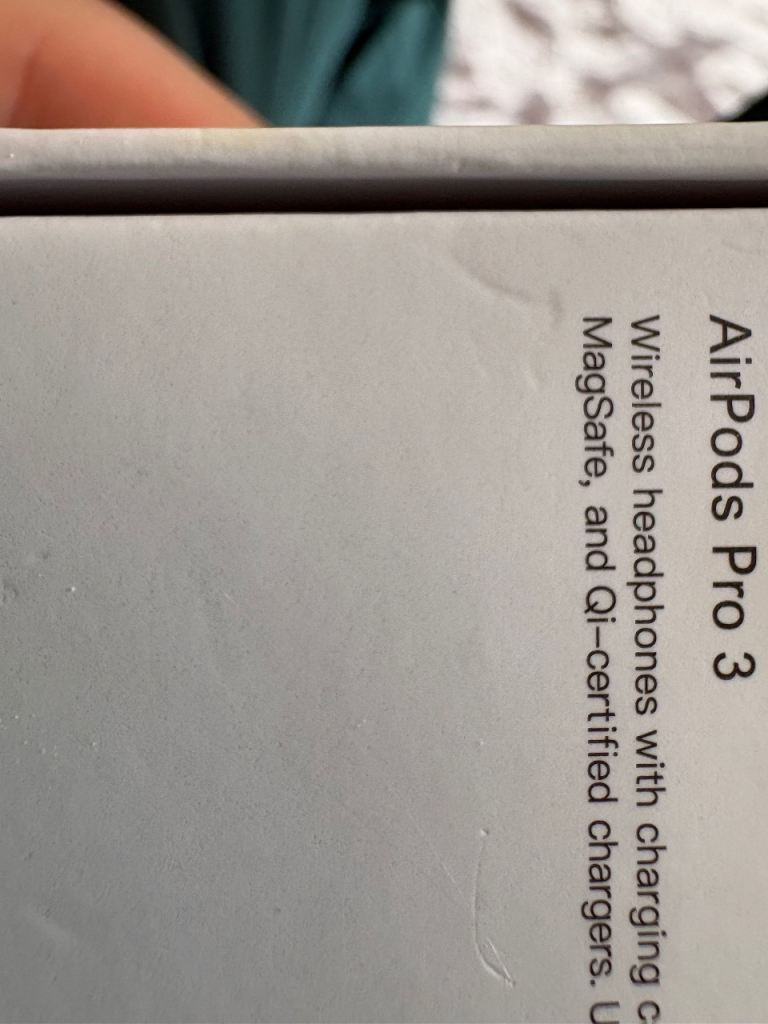 AirPods Pro 3
Wireless headphones with charging
MagSafe, and Qi-certified chargers.